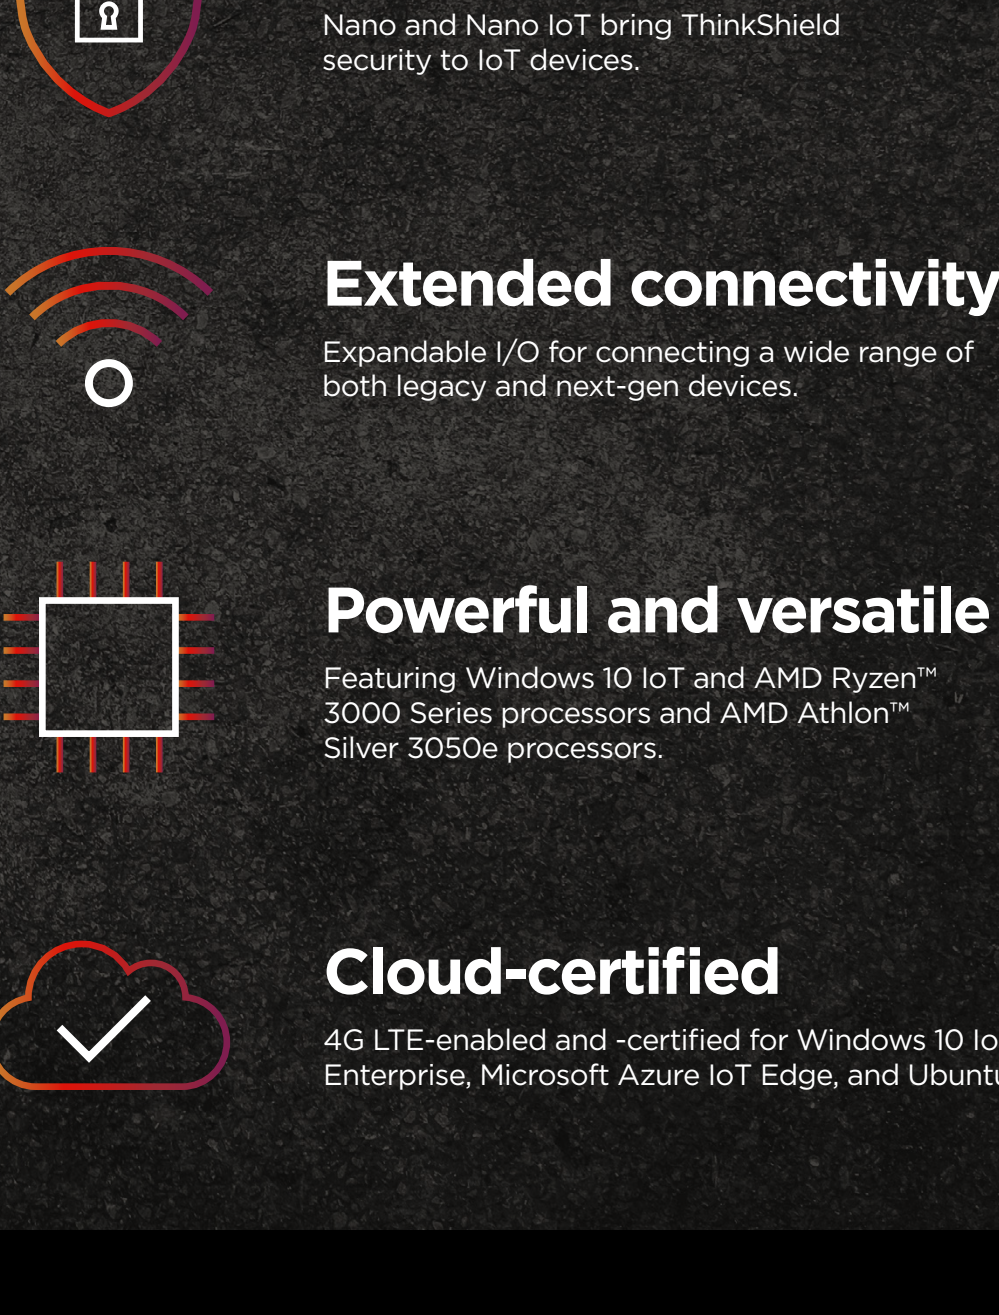 Nano and Nano IoT bring ThinkShield
security to IoT devices.
Extended connectivity
Expandable I/O for connecting a wide range of
both legacy and next-gen devices.
Powerful and versatile
Featuring Windows 10 IoT and AMD Ryzen™
3000 Series processors and AMD Athlon™
Silver 3050e processors.
Cloud-certified
4G LTE-enabled and -certified for Windows 10 Io
Enterprise, Microsoft Azure IoT Edge, and Ubuntu